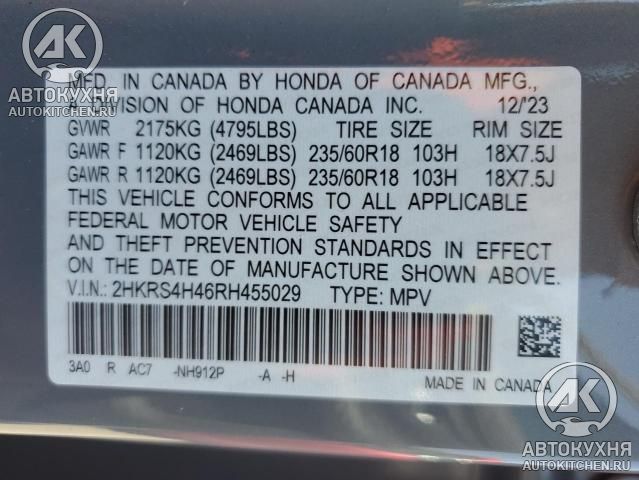 AK
АВТОКУХНЯ
AUTOKITCHEN.RU
MFD. IN CANADA BY HONDA OF CANADA MFG.,
A DIVISION OF HONDA CANADA INC. 12/'23
GVWR 2175KG (4795LBS) TIRE SIZE RIM SIZE
GAWR F 1120KG (2469LBS) 235/60R18 103H 18X7.5J
GAWR R 1120KG (2469LBS) 235/60R18 103H 18X7.5J
THIS VEHICLE CONFORMS TO ALL APPLICABLE
FEDERAL MOTOR VEHICLE SAFETY
AND THEFT PREVENTION STANDARDS IN EFFECT
ON THE DATE OF MANUFACTURE SHOWN ABOVE.
V.I.N.: 2HKRS4H46RH455029 TYPE: MPV
3A0 R AC7 -NH912P -A -H
MADE IN CANADA
AK
АВТОКУХНЯ
AUTOKITCHEN.RU